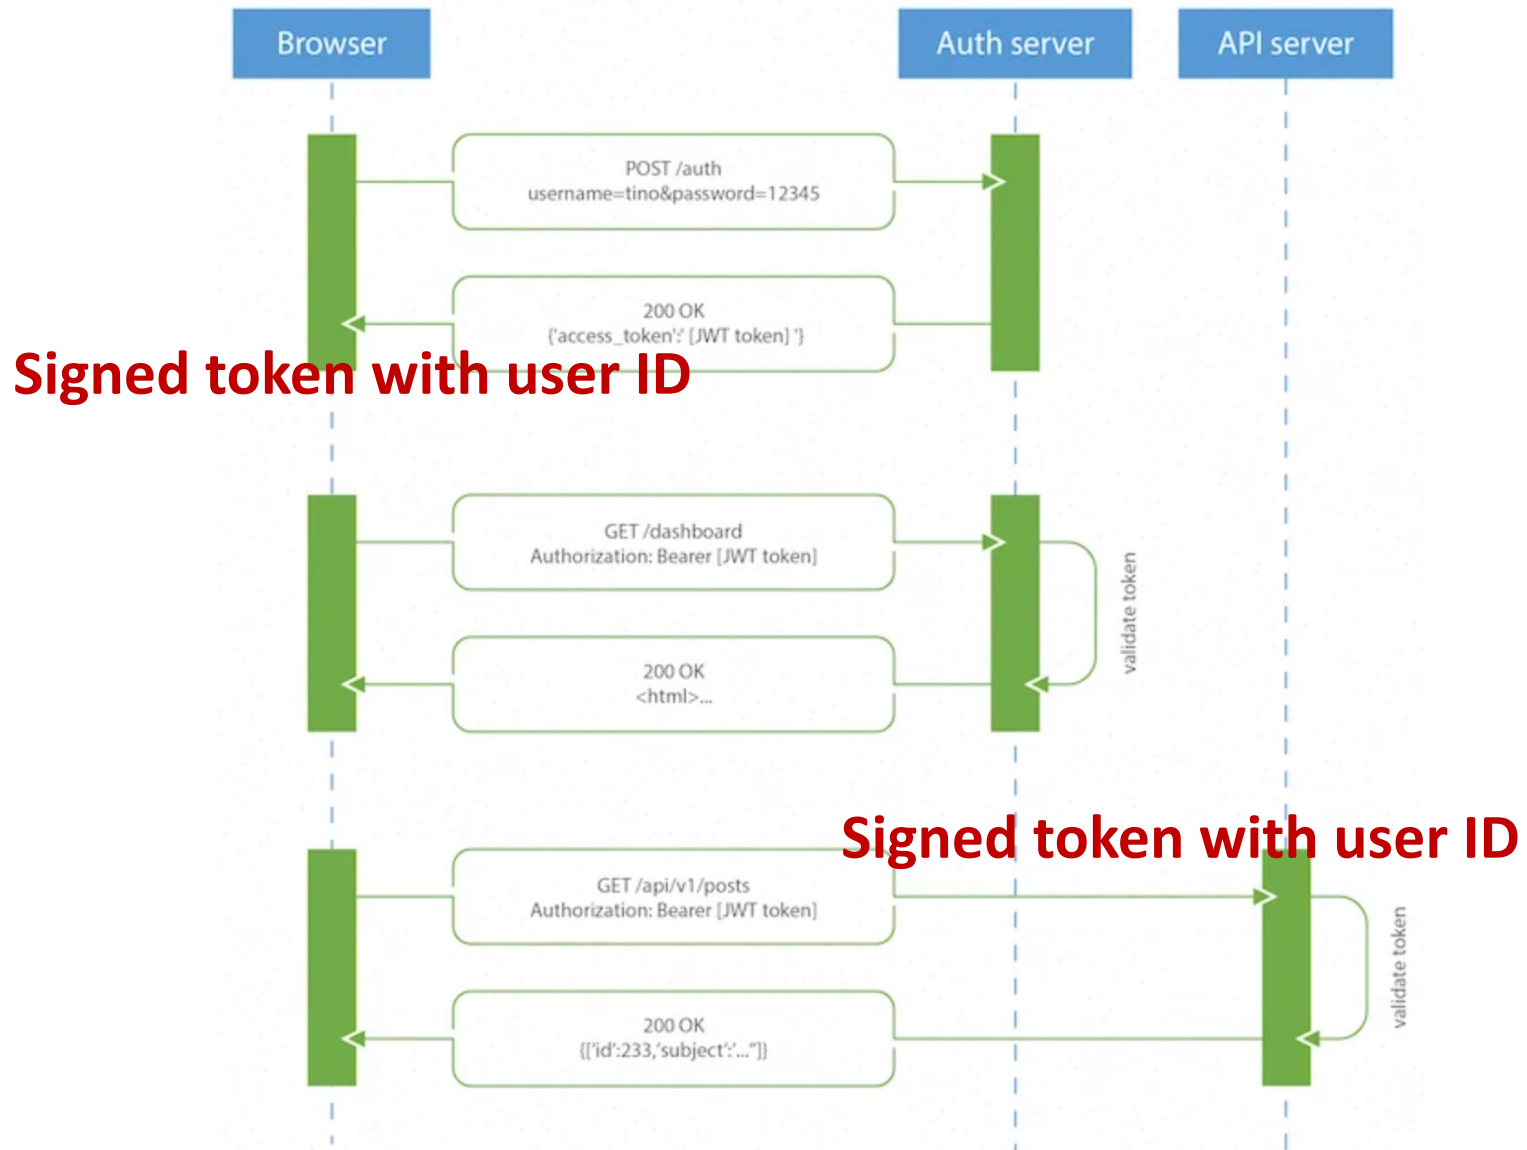 Browser
Auth server
API server
POST /auth
username=tino&password=12345
200 OK
{'access_token':' [JWT token] '}
Signed token with user ID
GET /dashboard
Authorization: Bearer [JWT token]
validate token
200 OK
<html>...
Signed token with user ID
GET /api/v1/posts
Authorization: Bearer [JWT token]
validate token
200 OK
{['id':233,'subject':'...'']}